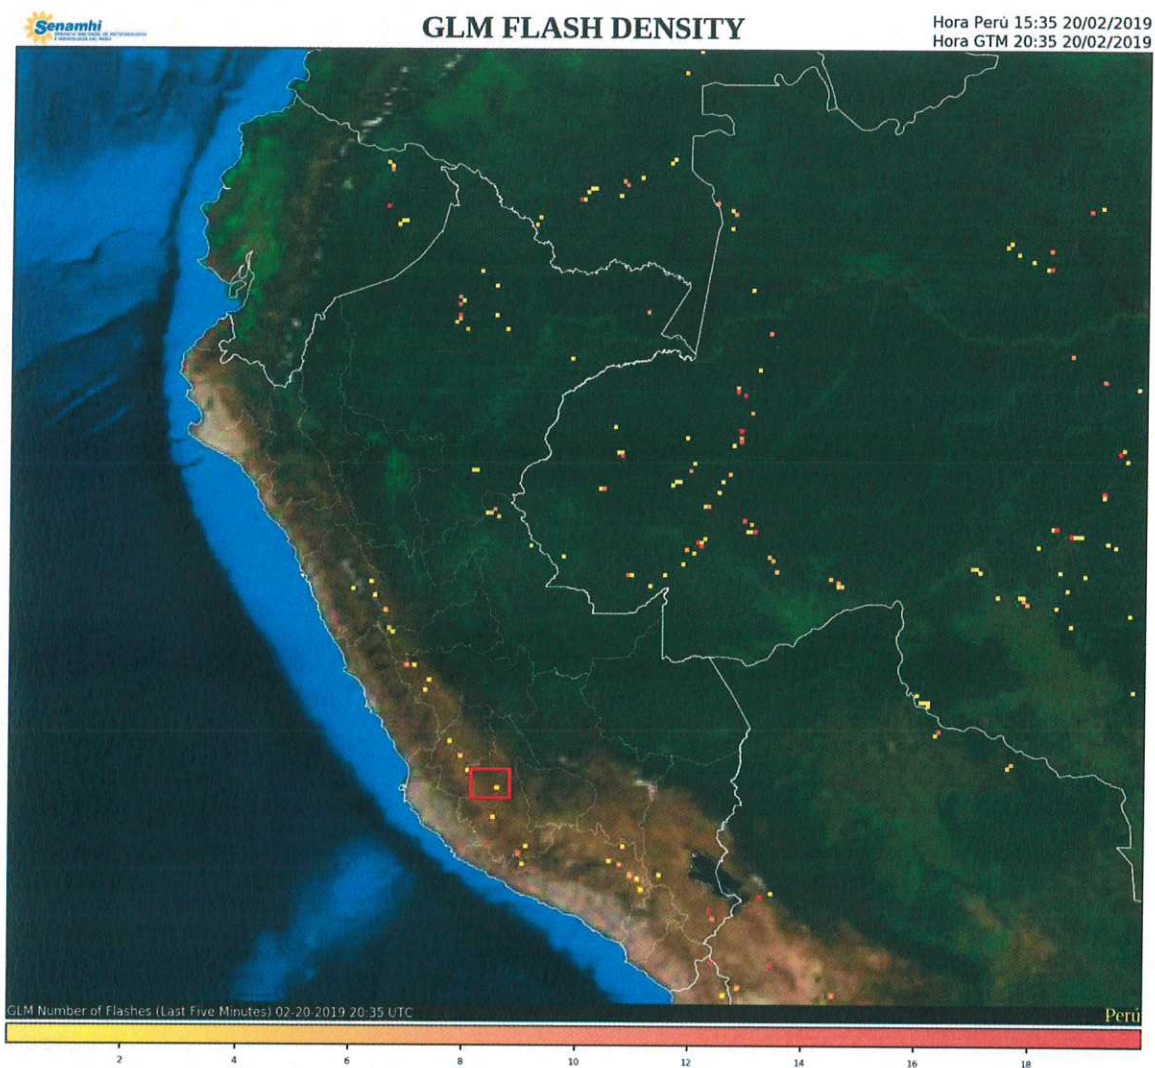 Senamhi
GLM FLASH DENSITY
Hora Perú 15:35 20/02/2019
Hora GTM 20:35 20/02/2019
GLM Number of Flashes (Last Five Minutes) 02-20-2019 20:35 UTC
Perú
2 4 6 8 10 12 14 16 18